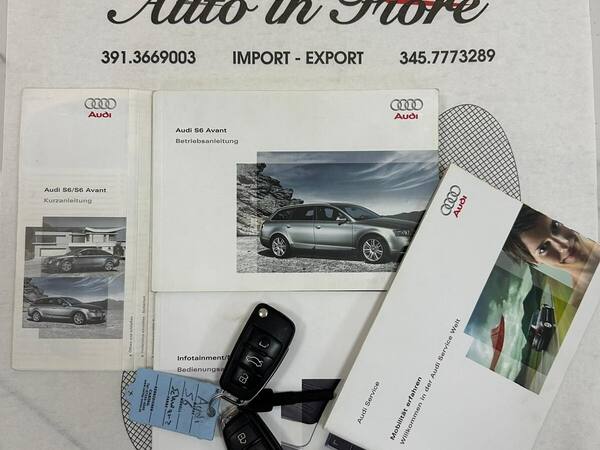 Auto in Fiore
391.3669003 IMPORT - EXPORT 345.7773289
Audi
Audi S6/S6 Avant
Kurzanleitung
Audi
Audi S6 Avant
Betriebsanleitung
Infotainment/
Bedienungsa
Audi
Audi Service
Mobilität erfahren
Willkommen in der Audi Service Welt
Audi